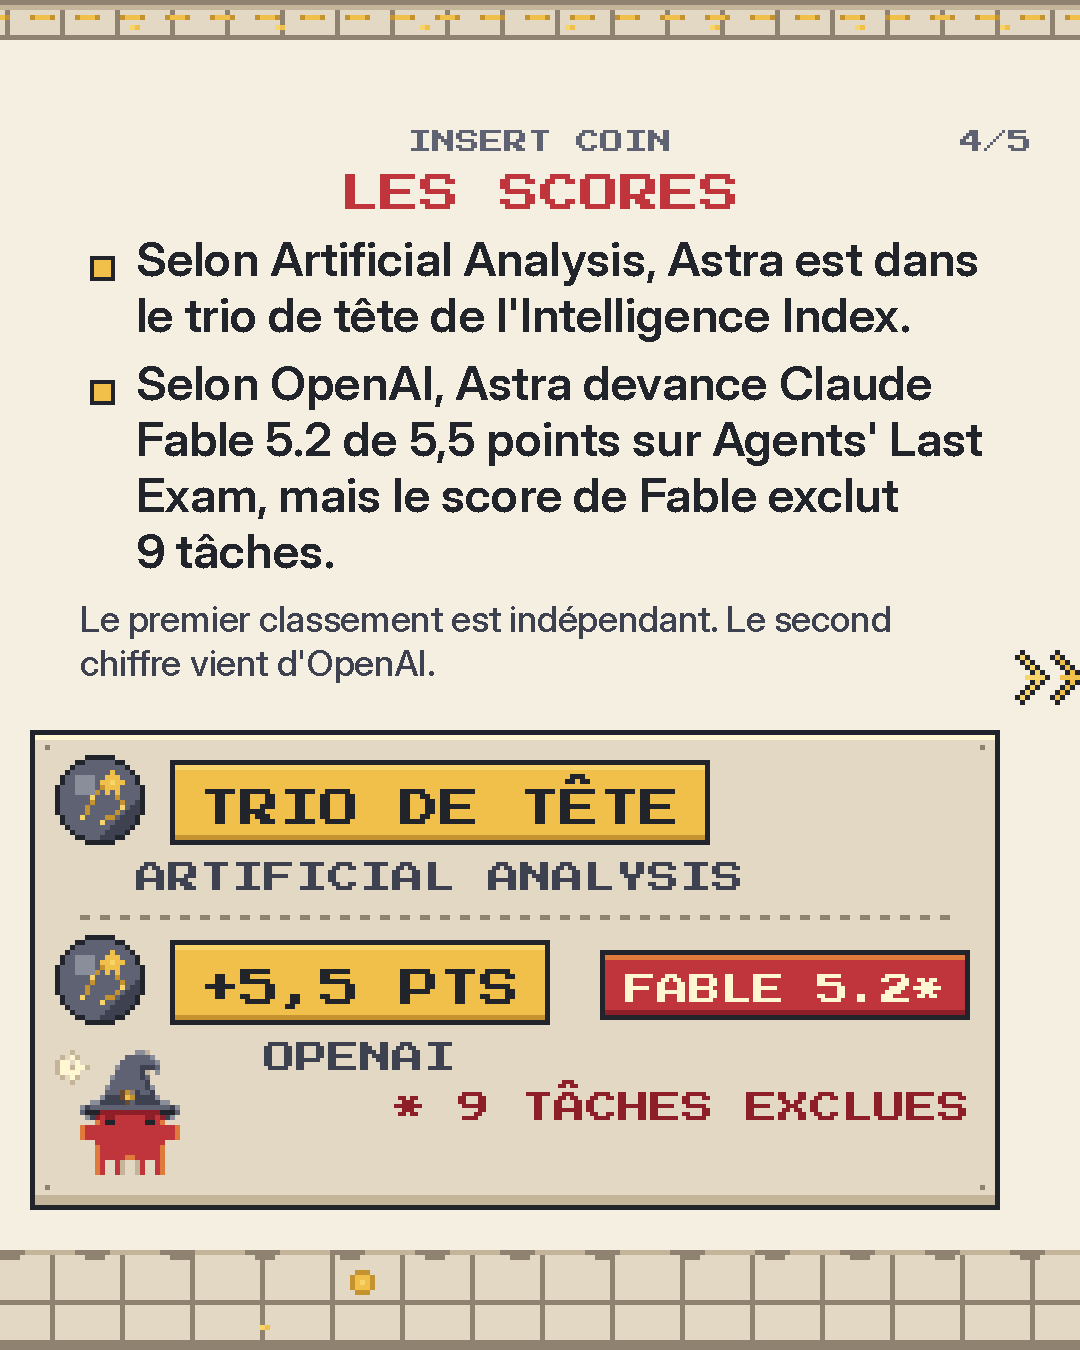 INSERT COIN
4/5
LES SCORES
Selon Artificial Analysis, Astra est dans
le trio de tête de l'Intelligence Index.
Selon OpenAI, Astra devance Claude
Fable 5.2 de 5,5 points sur Agents' Last
Exam, mais le score de Fable exclut
9 tâches.
Le premier classement est indépendant. Le second
chiffre vient d'OpenAI.
TRIO DE TÊTE
ARTIFICIAL ANALYSIS
+5,5 PTS
FABLE 5.2*
OPENAI
* 9 TÂCHES EXCLUES